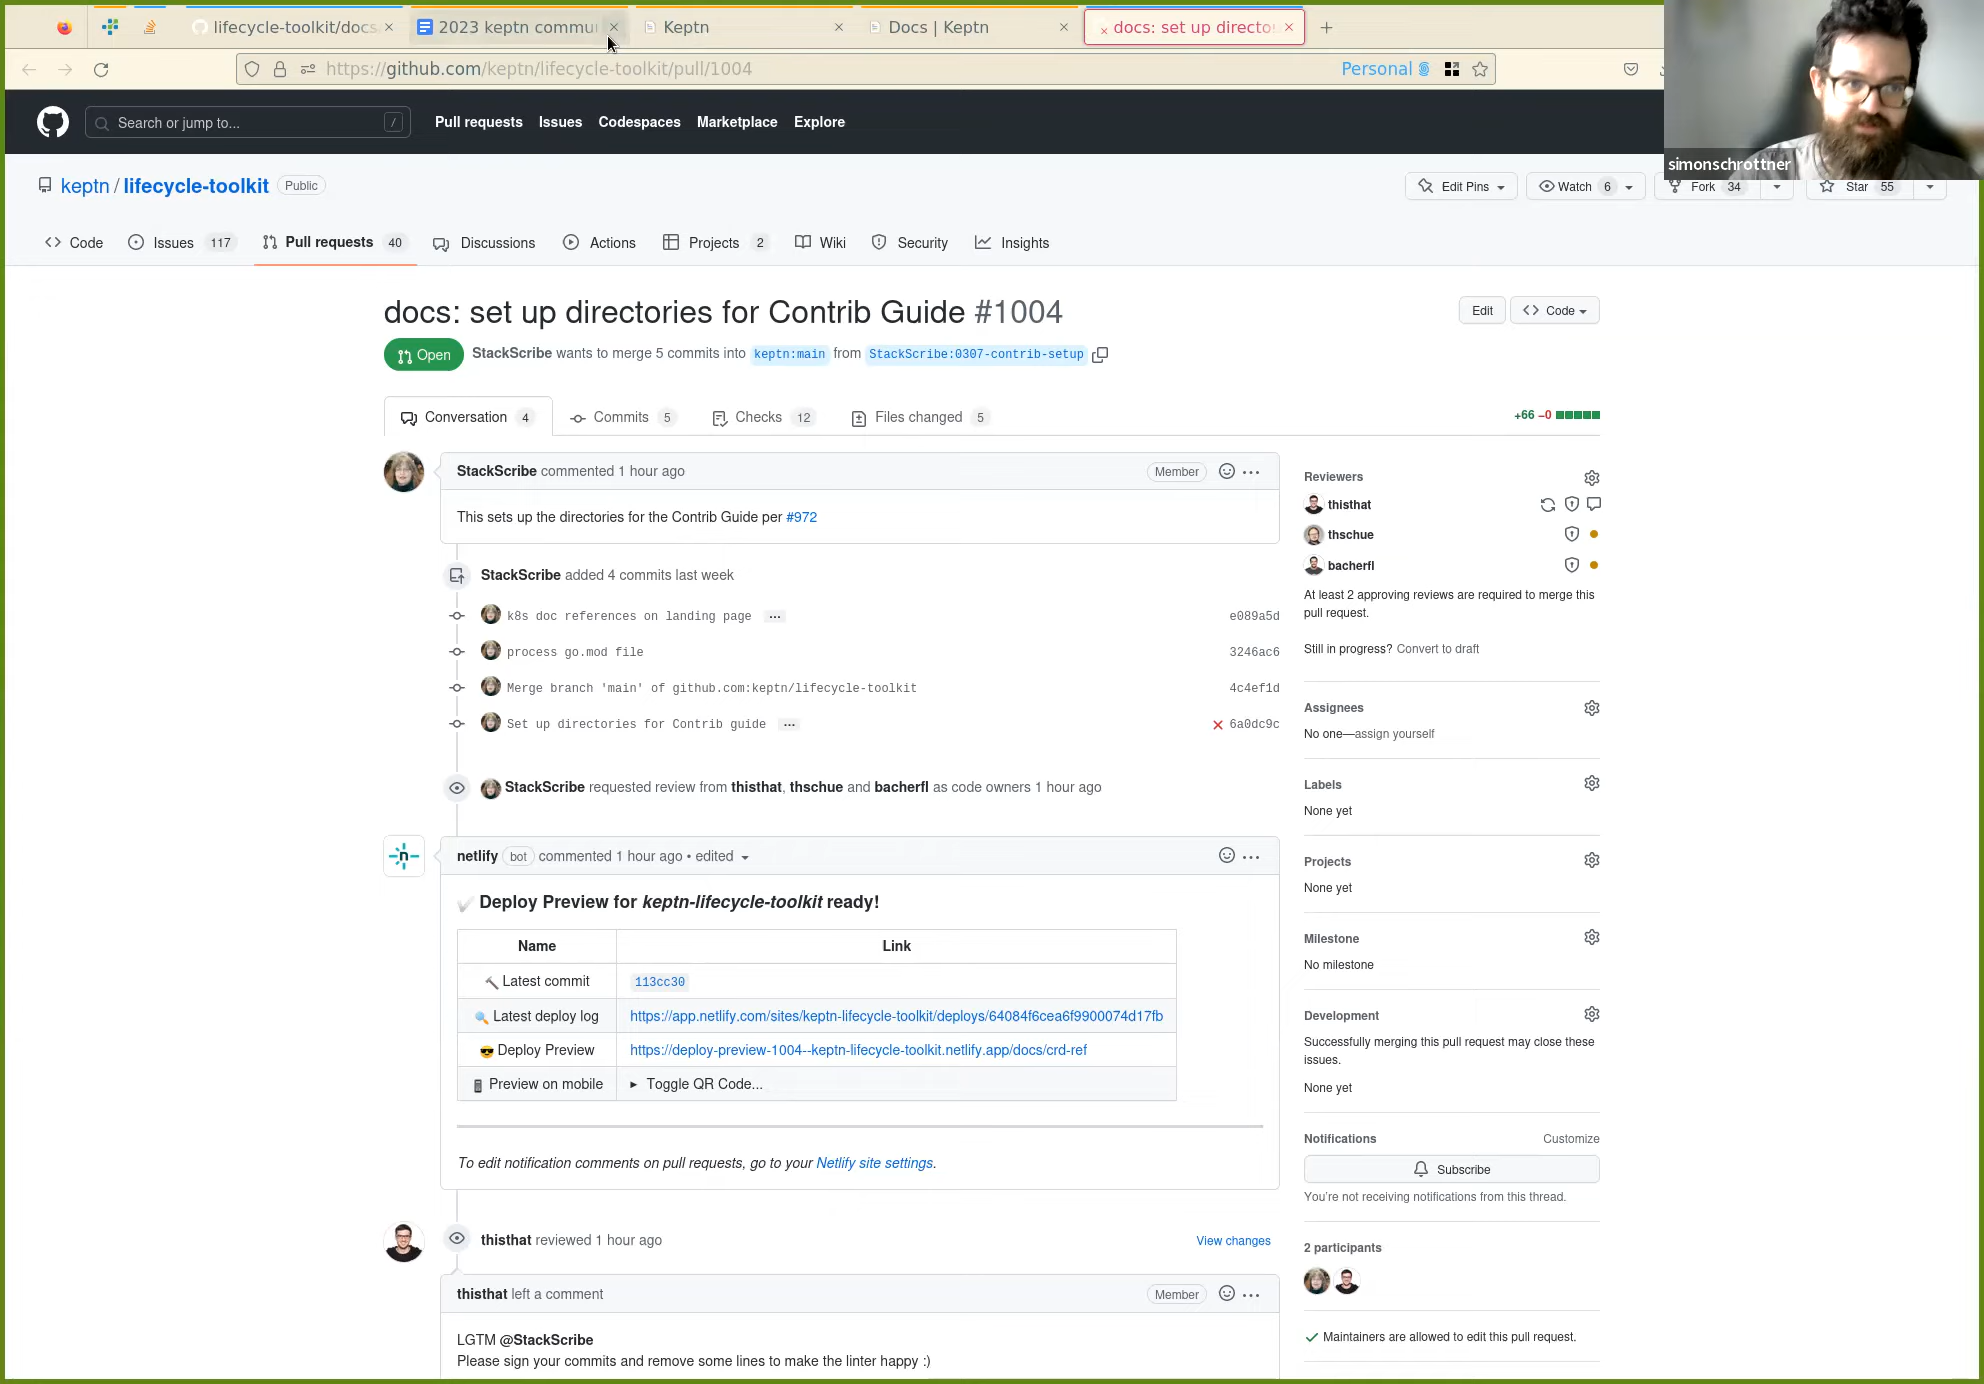 lifecycle-toolkit/docs
2023 keptn commu
Keptn
Docs | Keptn
docs: set up directo
https://github.com/keptn/lifecycle-toolkit/pull/1004
Personal
simonschrottner
Search or jump to...
/
Pull requests
Issues
Codespaces
Marketplace
Explore
keptn / lifecycle-toolkit
Public
Edit Pins
Watch 6
Fork 34
Star 55
Code
Issues 117
Pull requests 40
Discussions
Actions
Projects 2
Wiki
Security
Insights
docs: set up directories for Contrib Guide #1004
Edit
Code
Open
StackScribe wants to merge 5 commits into keptn:main from StackScribe:0307-contrib-setup
Conversation 4
Commits 5
Checks 12
Files changed 5
+66 −0
StackScribe commented 1 hour ago
Member
This sets up the directories for the Contrib Guide per #972
StackScribe added 4 commits last week
k8s doc references on landing page ...
e089a5d
process go.mod file
3246ac6
Merge branch 'main' of github.com:keptn/lifecycle-toolkit
4c4ef1d
Set up directories for Contrib guide ...
6a0dc9c
StackScribe requested review from thisthat, thschue and bacherfl as code owners 1 hour ago
netlify bot commented 1 hour ago • edited
Deploy Preview for keptn-lifecycle-toolkit ready!
Name
Link
Latest commit
113cc30
Latest deploy log
https://app.netlify.com/sites/keptn-lifecycle-toolkit/deploys/64084f6cea6f9900074d17fb
Deploy Preview
https://deploy-preview-1004--keptn-lifecycle-toolkit.netlify.app/docs/crd-ref
Preview on mobile
Toggle QR Code...
To edit notification comments on pull requests, go to your Netlify site settings.
thisthat reviewed 1 hour ago
View changes
thisthat left a comment
Member
LGTM @StackScribe
Please sign your commits and remove some lines to make the linter happy :)
Reviewers
thisthat
thschue
bacherfl
At least 2 approving reviews are required to merge this
pull request.
Still in progress? Convert to draft
Assignees
No one—assign yourself
Labels
None yet
Projects
None yet
Milestone
No milestone
Development
Successfully merging this pull request may close these
issues.
None yet
Notifications
Customize
Subscribe
You're not receiving notifications from this thread.
2 participants
Maintainers are allowed to edit this pull request.